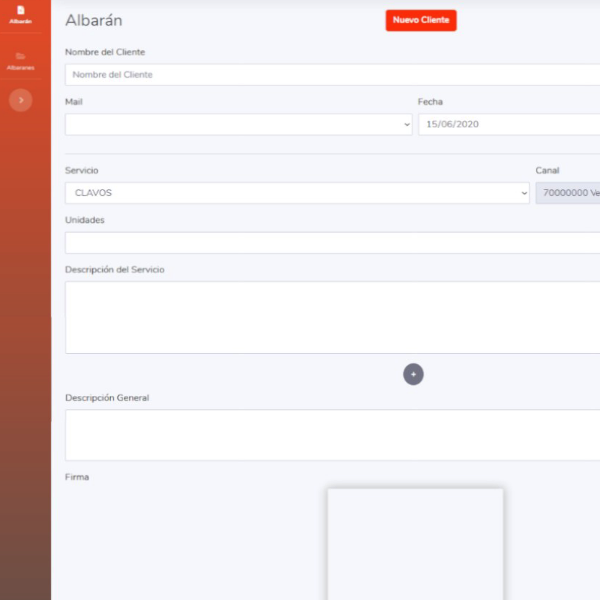 Albarán
Albaranes
Albarán
Nuevo Cliente
Nombre del Cliente
Nombre del Cliente
Mail
Fecha
15/06/2020
Servicio
Canal
CLAVOS
70000000 Ve
Unidades
Descripción del Servicio
+
Descripción General
Firma